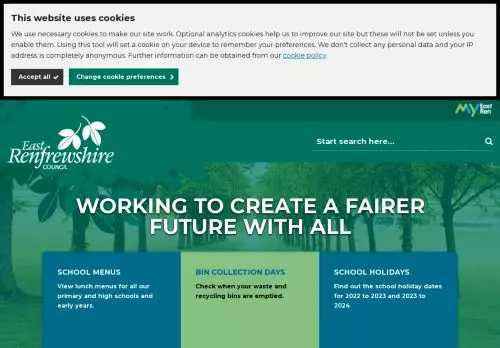 This website uses cookies
We use necessary cookies to make our site work. Optional analytics cookies help us to improve our site but these will not be set unless you
enable them. Using this tool will set a cookie on your device to remember your preferences. We don't collect any personal data and your IP
address is completely anonymous. Further information can be obtained from our cookie policy.
Accept all
Change cookie preferences
MY East Ren
East
Renfrewshire
COUNCIL
Start search here...
WORKING TO CREATE A FAIRER
FUTURE WITH ALL
SCHOOL MENUS
View lunch menus for all our
primary and high schools and
early years.
BIN COLLECTION DAYS
Check when your waste and
recycling bins are emptied.
SCHOOL HOLIDAYS
Find out the school holiday dates
for 2022 to 2023 and 2023 to
2024